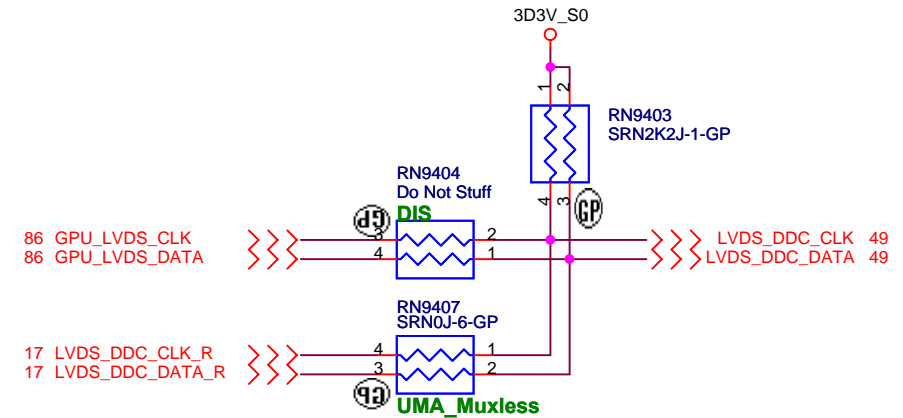 3D3V_S0
1 2
RN9403
SRN2K2J-1-GP
4 3
GP
RN9404
Do Not Stuff
DIS
GP
86 GPU_LVDS_CLK 3 2 LVDS_DDC_CLK 49
86 GPU_LVDS_DATA 4 1 LVDS_DDC_DATA 49
RN9407
SRN0J-6-GP
17 LVDS_DDC_CLK_R 4 1
17 LVDS_DDC_DATA_R 3 2
GP
UMA_Muxless